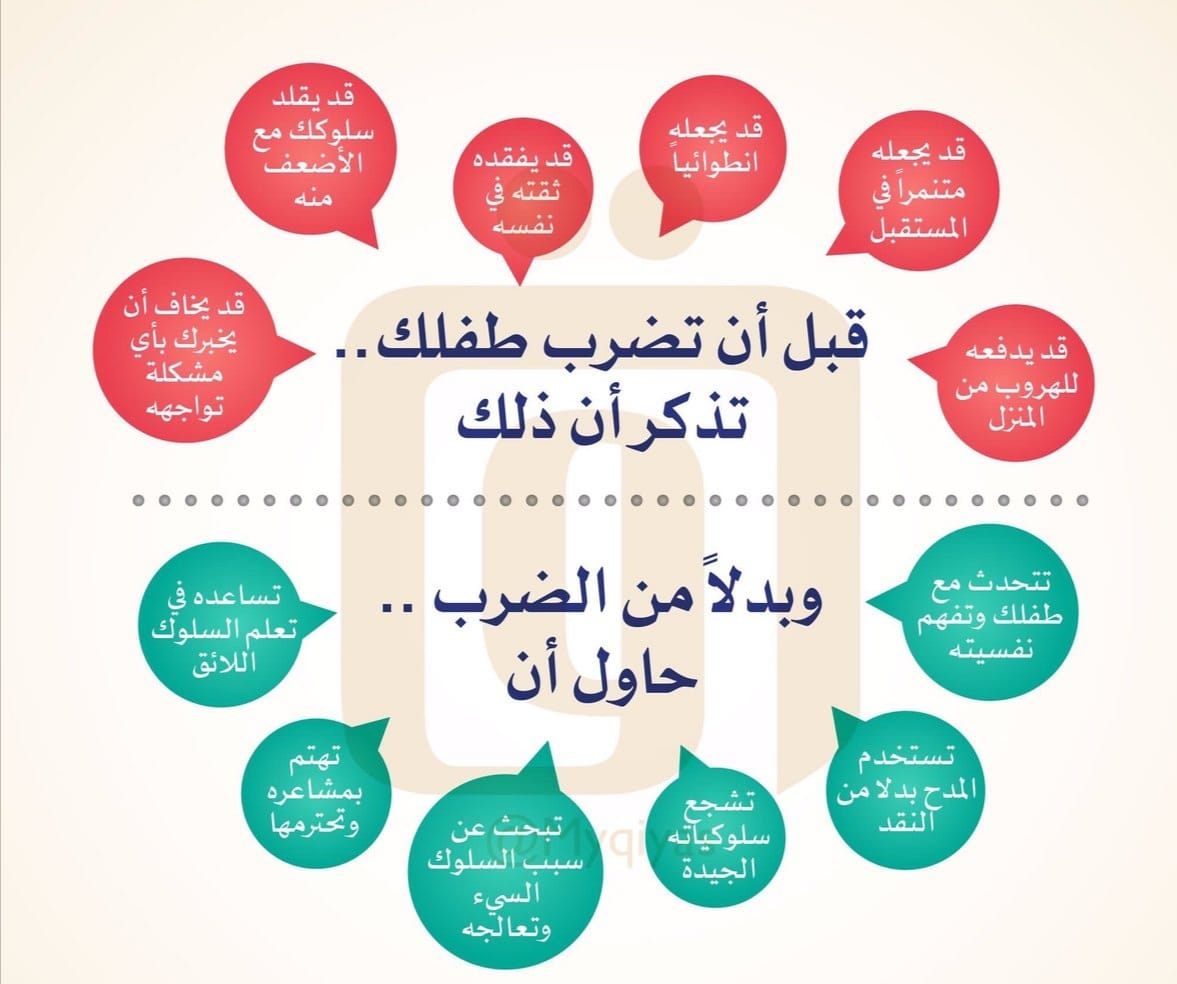 قبل أن تضرب طفلك..
تذكر أن ذلك
قد يدفعه
للهروب من
المنزل
قد يجعله
متنمراً في
المستقبل
قد يجعله
انطوائياً
قد يفقده
ثقته في
نفسه
قد يقلد
سلوكك مع
الأضعف
منه
قد يخاف أن
يخبرك بأي
مشكلة
تواجهه
وبدلاً من الضرب ..
حاول أن
تتحدث مع
طفلك وتفهم
نفسيته
تستخدم
المدح بدلا من
النقد
تشجع
سلوكياته
الجيدة
تبحث عن
سبب السلوك
السيء
وتعالجه
تهتم
بمشاعره
وتحترمها
تساعده في
تعلم السلوك
اللائق